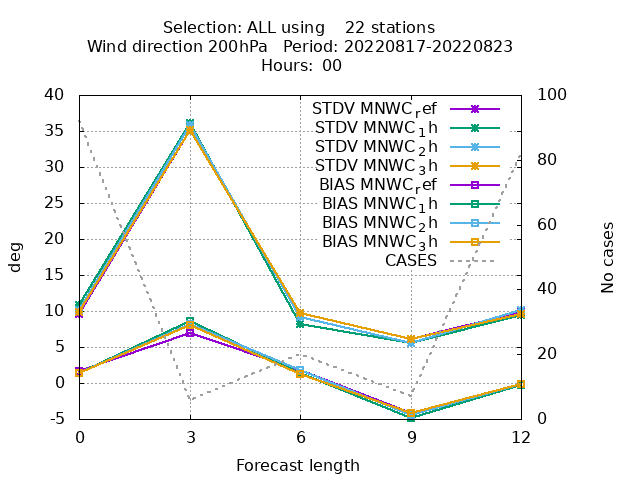 Selection: ALL using    22 stations
Wind direction 200hPa   Period: 20220817-20220823
Hours: 00
40
35
30
25
20
15
10
5
0
-5
deg
STDV MNWC_ref
STDV MNWC_1h
STDV MNWC_2h
STDV MNWC_3h
BIAS MNWC_ref
BIAS MNWC_1h
BIAS MNWC_2h
BIAS MNWC_3h
CASES
100
80
60
40
20
0
No cases
0 3 6 9 12
Forecast length